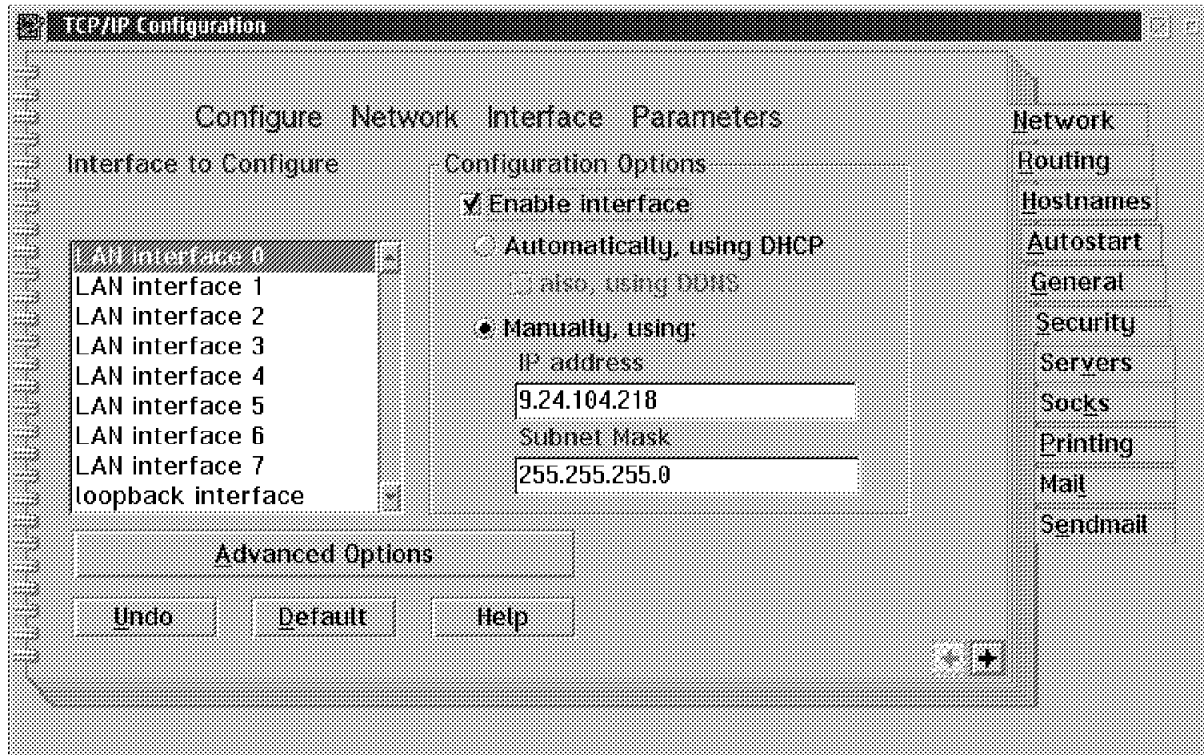 TCP/IP Configuration
Configure Network Interface Parameters
Interface to Configure
LAN interface 0
LAN interface 1
LAN interface 2
LAN interface 3
LAN interface 4
LAN interface 5
LAN interface 6
LAN interface 7
loopback interface
Configuration Options
Enable interface
Automatically, using DHCP
also, using DDNS
Manually, using:
IP address
9.24.104.218
Subnet Mask
255.255.255.0
Advanced Options
Undo
Default
Help
Network
Routing
Hostnames
Autostart
General
Security
Servers
Socks
Printing
Mail
Sendmail